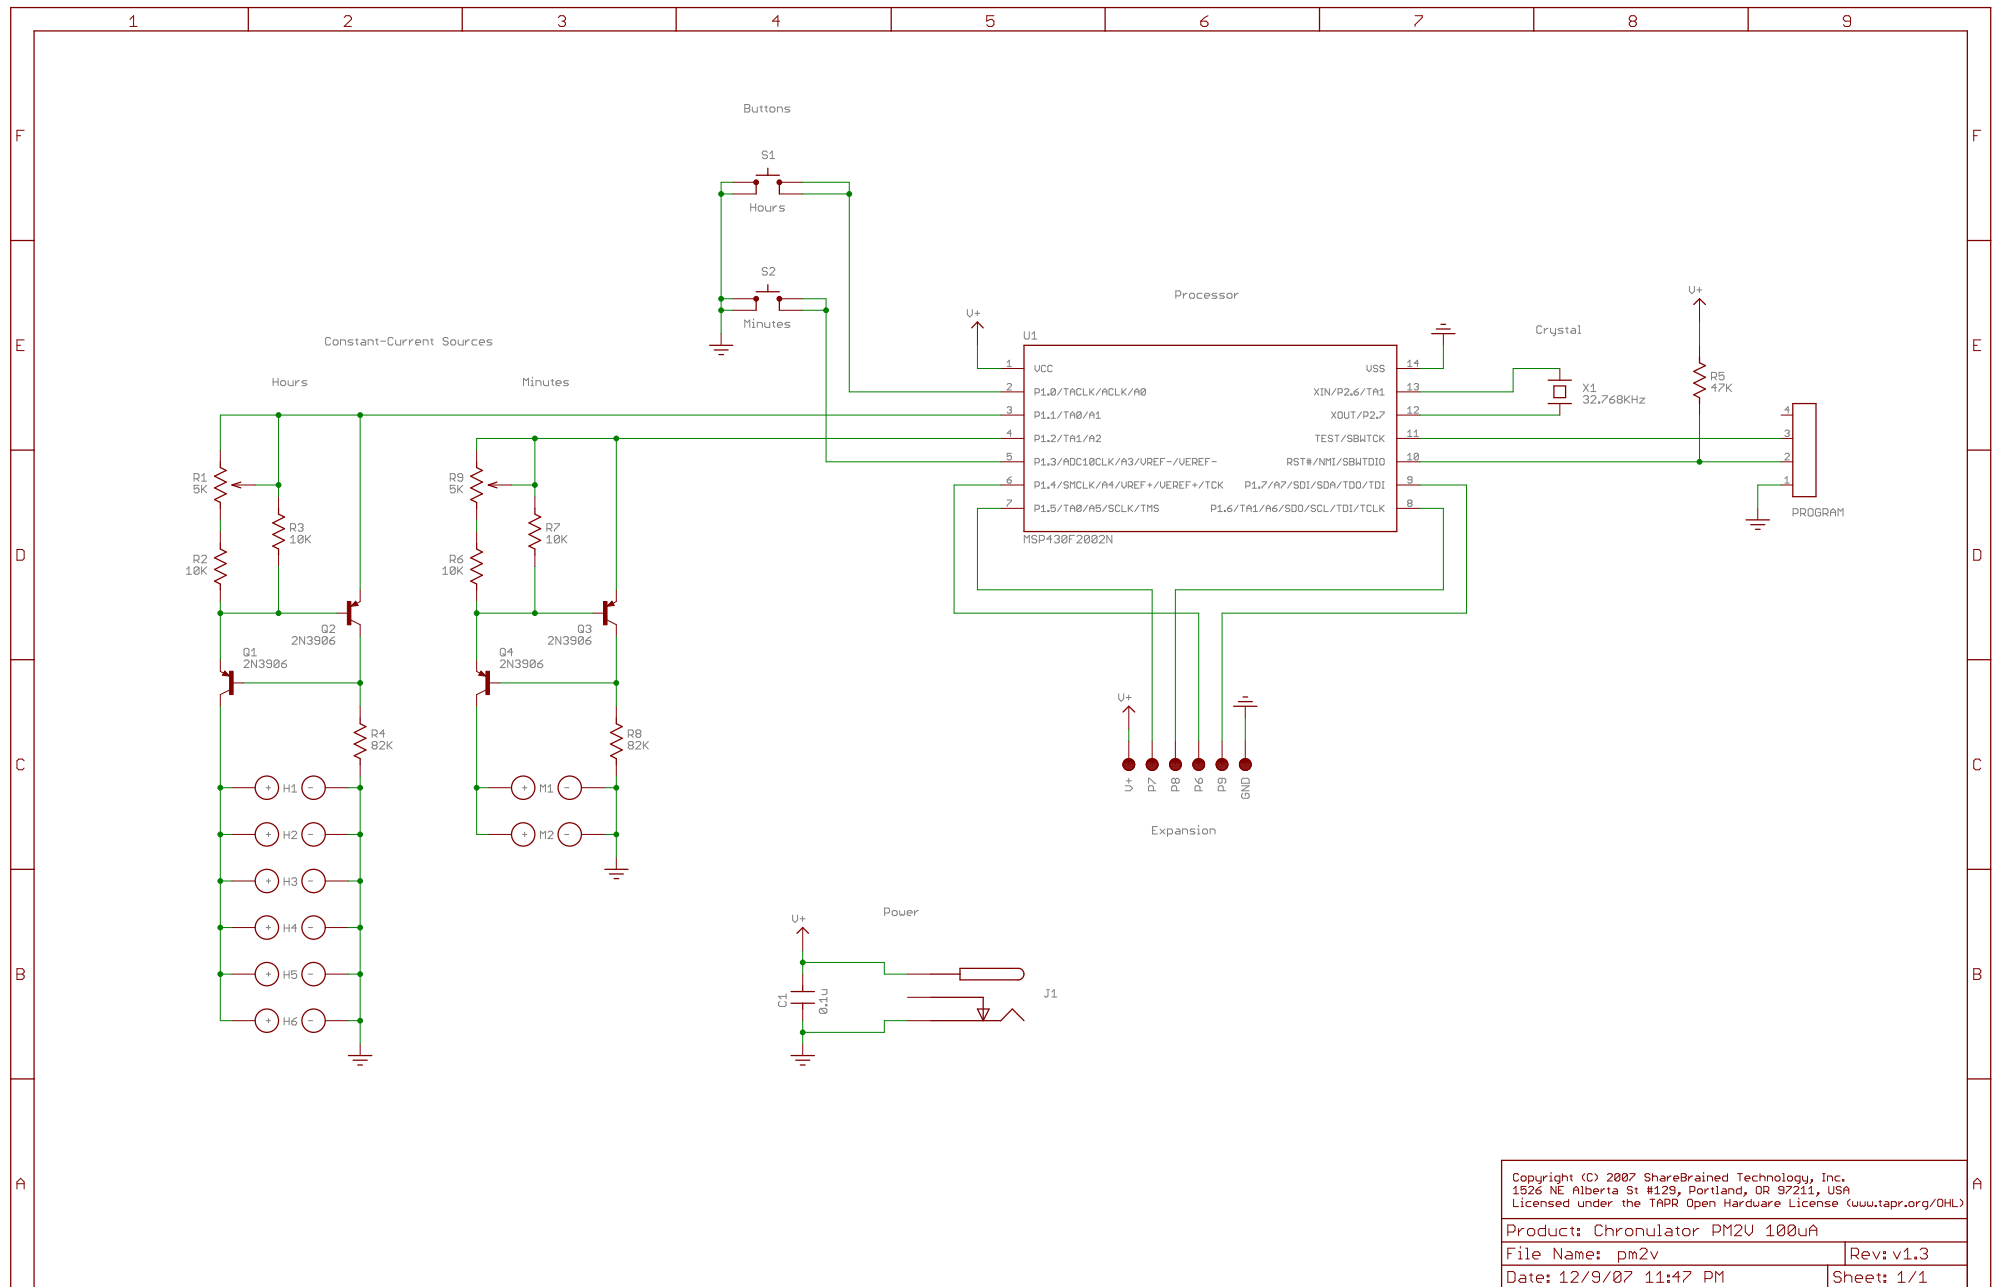 1 2 3 4 5 6 7 8 9
F
F
E
E
D
D
C
C
B
B
A
A
Buttons
S1
Hours
S2
Minutes
Constant-Current Sources
Hours
Minutes
R1
5K
R3
10K
R2
10K
Q2
2N3906
Q1
2N3906
R4
82K
+ H1 -
+ H2 -
+ H3 -
+ H4 -
+ H5 -
+ H6 -
R9
5K
R7
10K
R6
10K
Q3
2N3906
Q4
2N3906
R8
82K
+ M1 -
+ M2 -
Processor
V+
U1
1 VCC
2 P1.0/TACLK/ACLK/A0
3 P1.1/TA0/A1
4 P1.2/TA1/A2
5 P1.3/ADC10CLK/A3/VREF-/VEREF-
6 P1.4/SMCLK/A4/VREF+/VEREF+/TCK
7 P1.5/TA0/A5/SCLK/TMS
VSS 14
XIN/P2.6/TA1 13
XOUT/P2.7 12
TEST/SBWTCK 11
RST#/NMI/SBWTDIO 10
P1.7/A7/SDI/SDA/TDO/TDI 9
P1.6/TA1/A6/SDO/SCL/TDI/TCLK 8
MSP430F2002N
Crystal
X1
32.768KHz
V+
R5
47K
4
3
2
1
PROGRAM
V+
V+ P7 P8 P6 P9 GND
Expansion
Power
V+
C1
0.1u
J1
Copyright (C) 2007 ShareBrained Technology, Inc.
1526 NE Alberta St #129, Portland, OR 97211, USA
Licensed under the TAPR Open Hardware License (www.tapr.org/OHL)
Product: Chronulator PM2V 100uA
File Name: pm2v
Rev: v1.3
Date: 12/9/07 11:47 PM
Sheet: 1/1